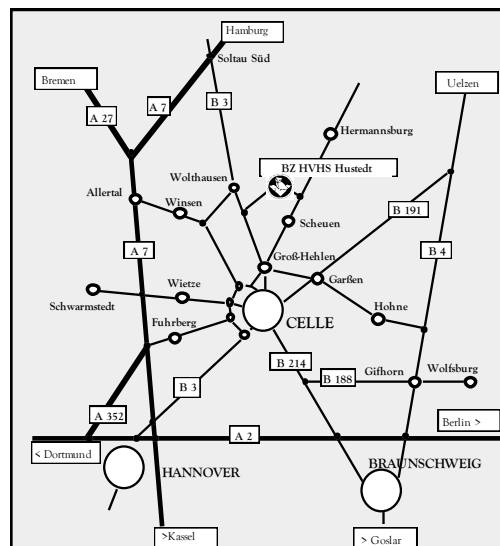 Hamburg
Soltau Süd
Bremen
Uelzen
A 7
B 3
A 27
Hermannsburg
BZ HVHS Hustedt
Wolthausen
Allertal
Winsen
B 191
Scheuen
A 7
B 4
Groß-Hehlen
Garßen
Wietze
Schwarmstedt
Hohne
CELLE
Fuhrberg
B 214
Gifhorn
Wolfsburg
B 188
B 3
A 352
Berlin >
A 2
< Dortmund
HANNOVER
BRAUNSCHWEIG
>Kassel
> Goslar